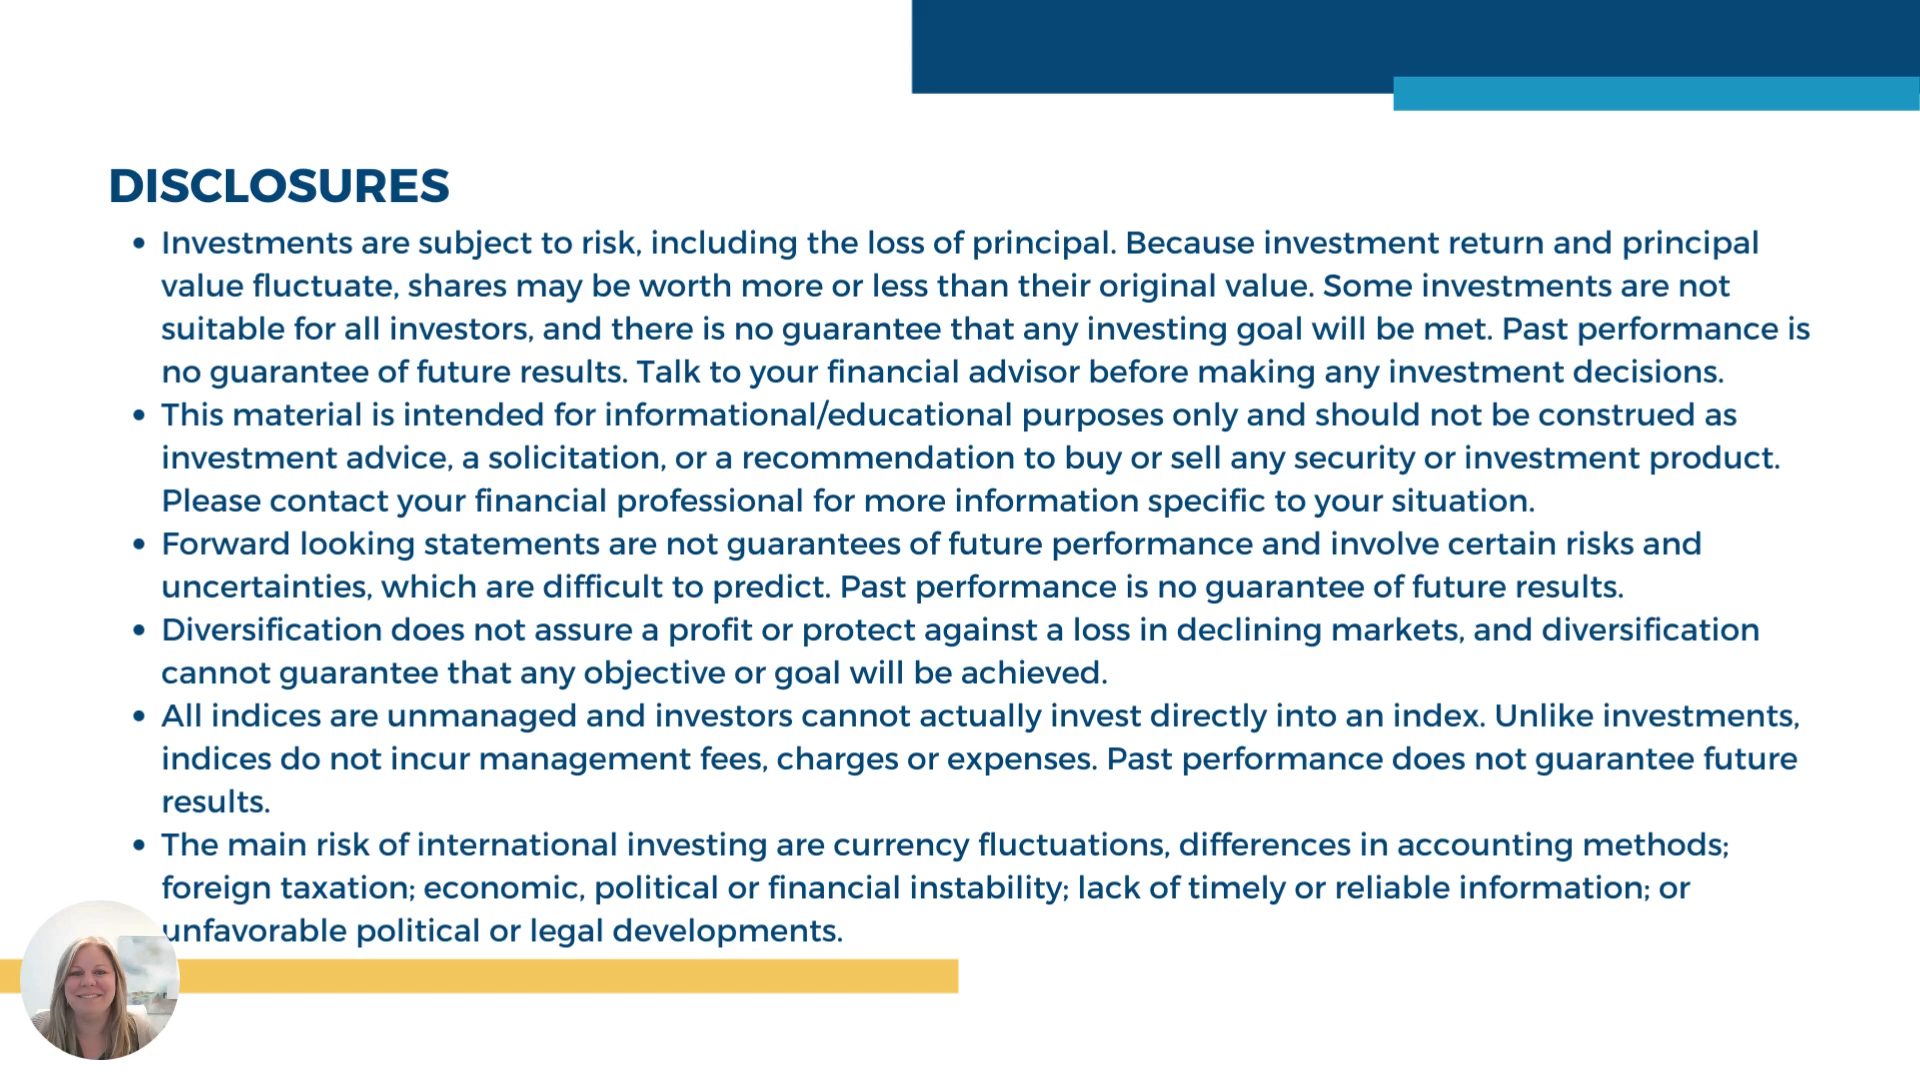 DISCLOSURES
• Investments are subject to risk, including the loss of principal. Because investment return and principal
value fluctuate, shares may be worth more or less than their original value. Some investments are not
suitable for all investors, and there is no guarantee that any investing goal will be met. Past performance is
no guarantee of future results. Talk to your financial advisor before making any investment decisions.
• This material is intended for informational/educational purposes only and should not be construed as
investment advice, a solicitation, or a recommendation to buy or sell any security or investment product.
Please contact your financial professional for more information specific to your situation.
• Forward looking statements are not guarantees of future performance and involve certain risks and
uncertainties, which are difficult to predict. Past performance is no guarantee of future results.
• Diversification does not assure a profit or protect against a loss in declining markets, and diversification
cannot guarantee that any objective or goal will be achieved.
• All indices are unmanaged and investors cannot actually invest directly into an index. Unlike investments,
indices do not incur management fees, charges or expenses. Past performance does not guarantee future
results.
• The main risk of international investing are currency fluctuations, differences in accounting methods;
foreign taxation; economic, political or financial instability; lack of timely or reliable information; or
unfavorable political or legal developments.